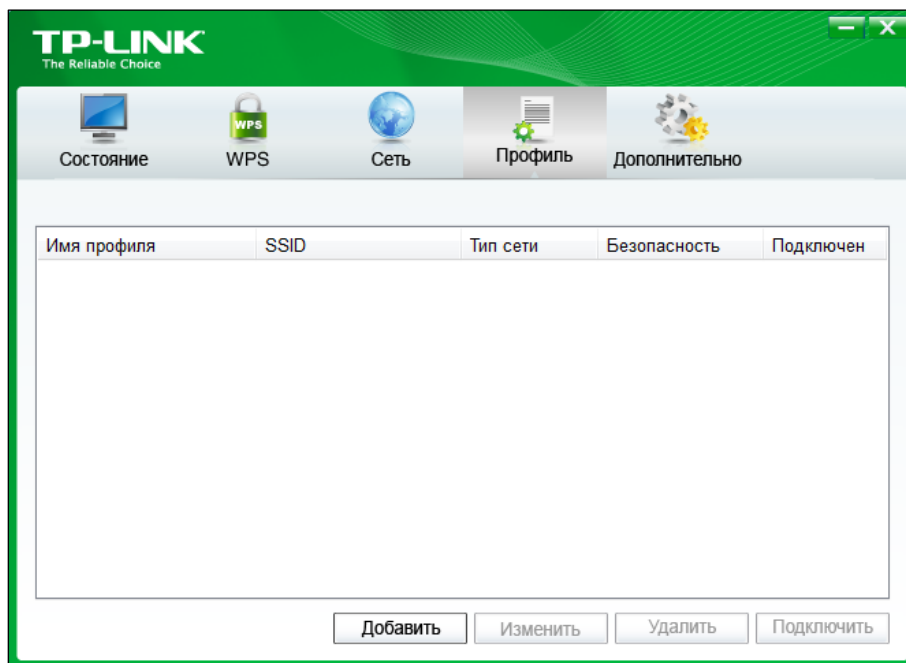 TP-LINK
The Reliable Choice
WPS
Состояние WPS Сеть Профиль Дополнительно
Имя профиля SSID Тип сети Безопасность Подключен
Добавить Изменить Удалить Подключить